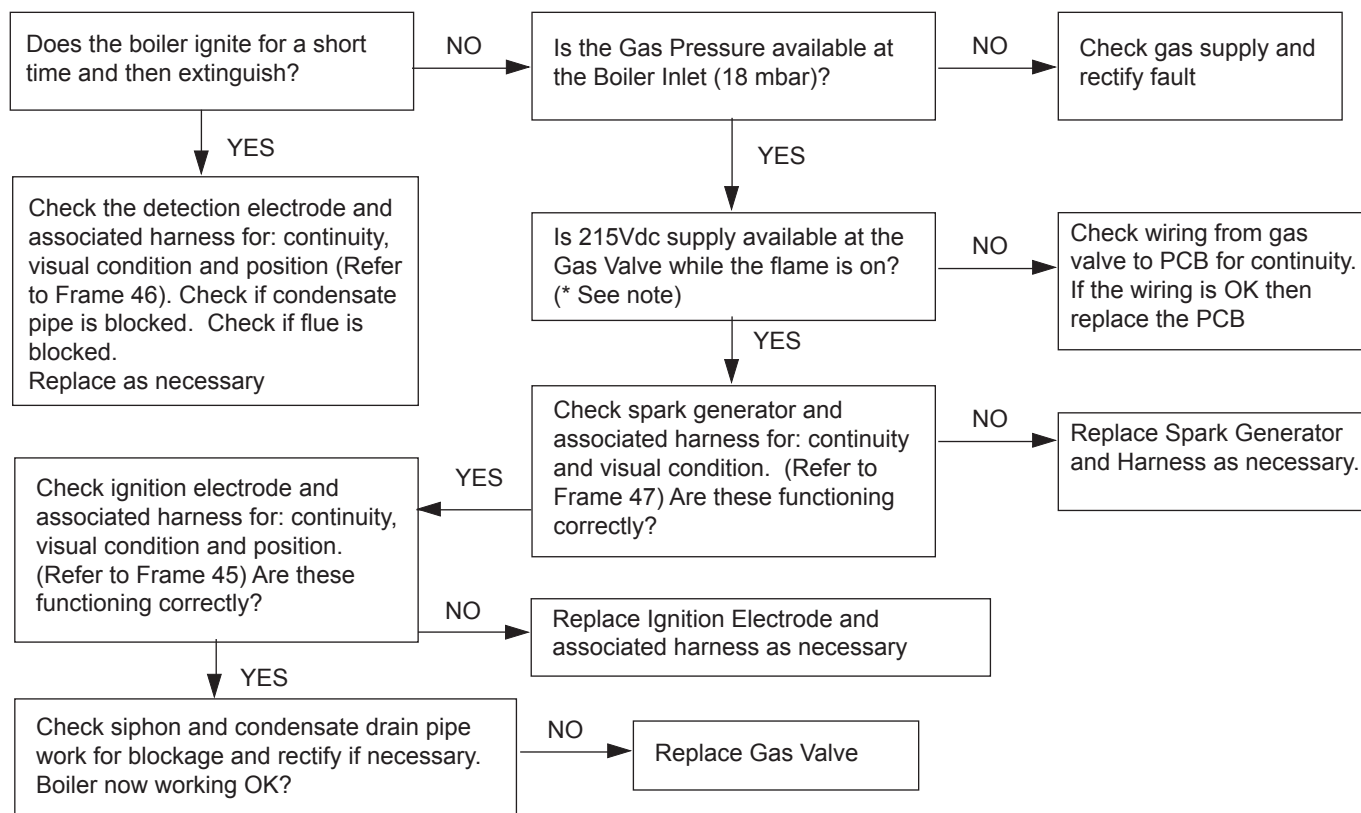 Does the boiler ignite for a short
time and then extinguish?
NO
Is the Gas Pressure available at
the Boiler Inlet (18 mbar)?
NO
Check gas supply and
rectify fault
YES
YES
Check the detection electrode and
associated harness for: continuity,
visual condition and position (Refer
to Frame 46). Check if condensate
pipe is blocked.  Check if flue is
blocked.
Replace as necessary
Is 215Vdc supply available at the
Gas Valve while the flame is on?
(* See note)
NO
Check wiring from gas
valve to PCB for continuity.
If the wiring is OK then
replace the PCB
YES
Check spark generator and
associated harness for: continuity
and visual condition.  (Refer to
Frame 47) Are these functioning
correctly?
NO
Replace Spark Generator
and Harness as necessary.
YES
Check ignition electrode and
associated harness for: continuity,
visual condition and position.
(Refer to Frame 45) Are these
functioning correctly?
NO
Replace Ignition Electrode and
associated harness as necessary
YES
Check siphon and condensate drain pipe
work for blockage and rectify if necessary.
Boiler now working OK?
NO
Replace Gas Valve